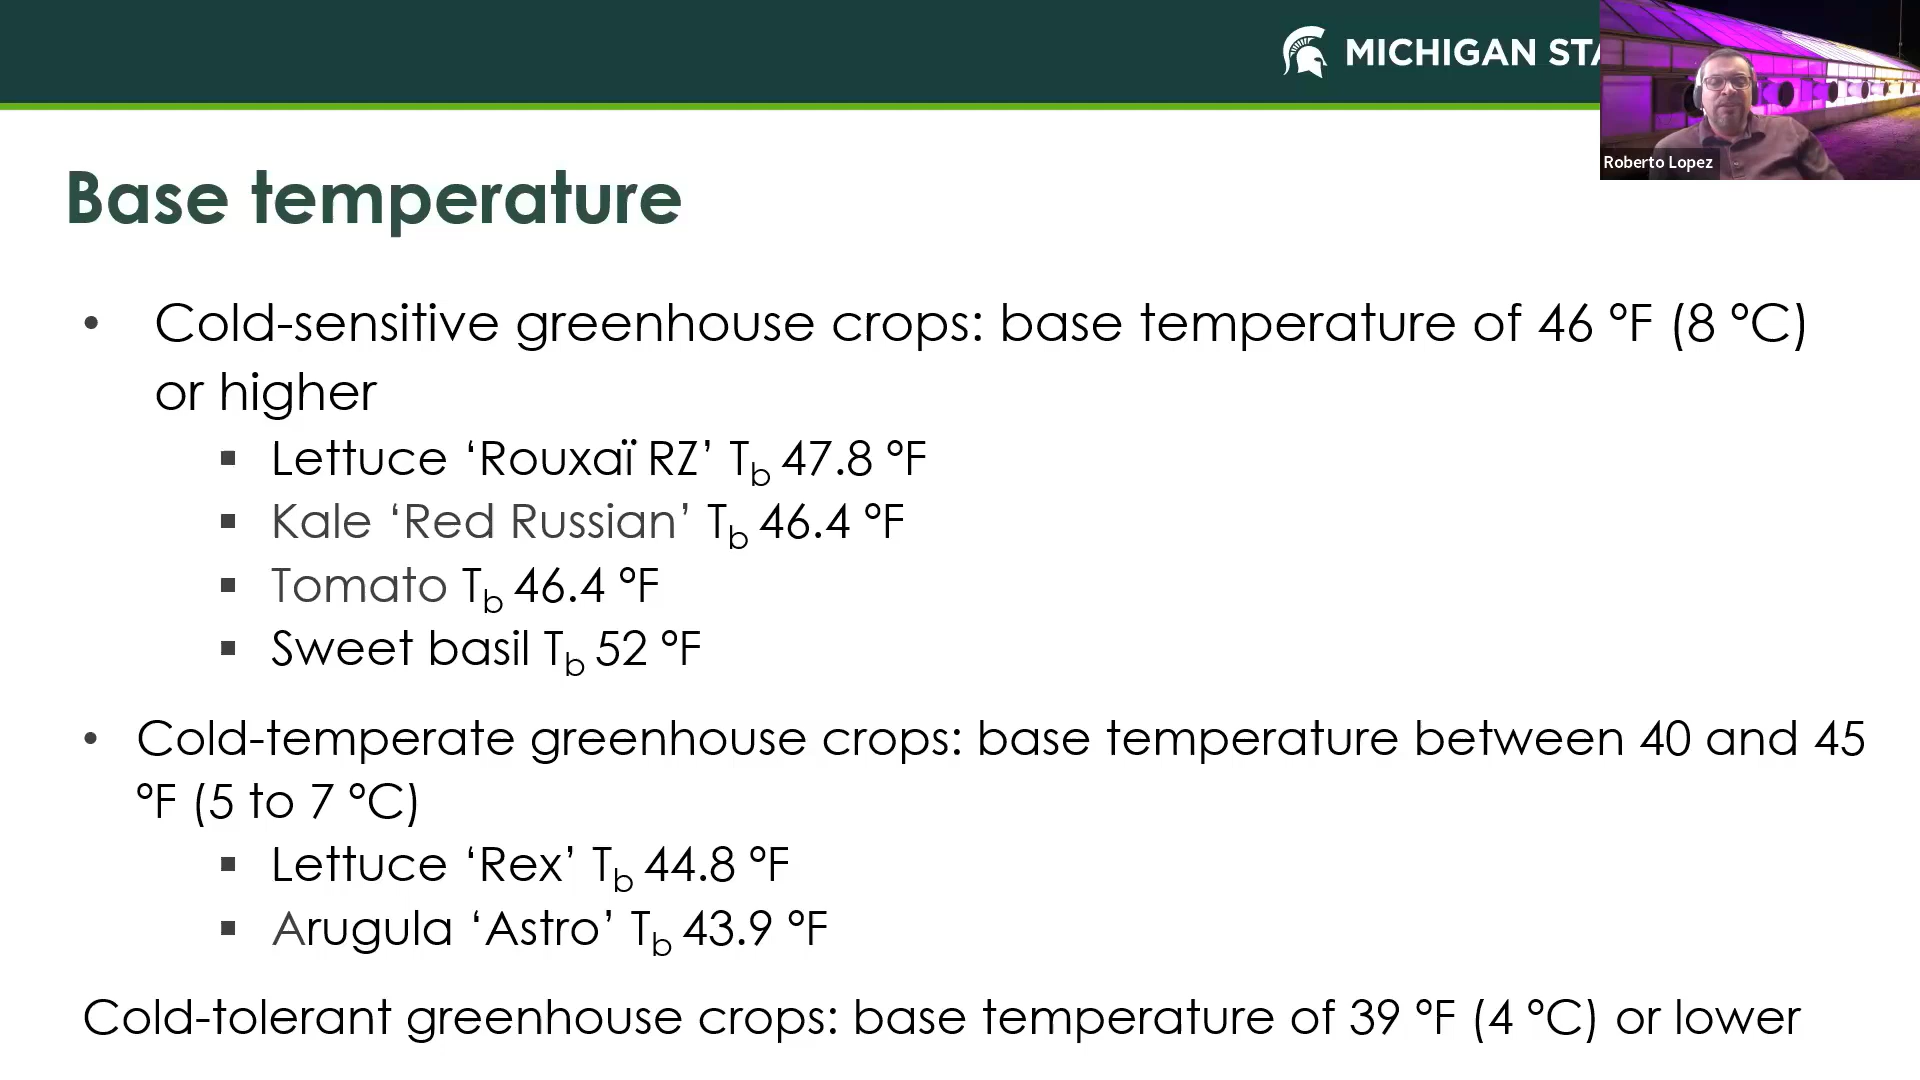 MICHIGAN STA
Roberto Lopez
Base temperature
• Cold-sensitive greenhouse crops: base temperature of 46 °F (8 °C)
or higher
▪ Lettuce ‘Rouxaï RZ’ Tb 47.8 °F
▪ Kale ‘Red Russian’ Tb 46.4 °F
▪ Tomato Tb 46.4 °F
▪ Sweet basil Tb 52 °F
• Cold-temperate greenhouse crops: base temperature between 40 and 45
°F (5 to 7 °C)
▪ Lettuce ‘Rex’ Tb 44.8 °F
▪ Arugula ‘Astro’ Tb 43.9 °F
Cold-tolerant greenhouse crops: base temperature of 39 °F (4 °C) or lower